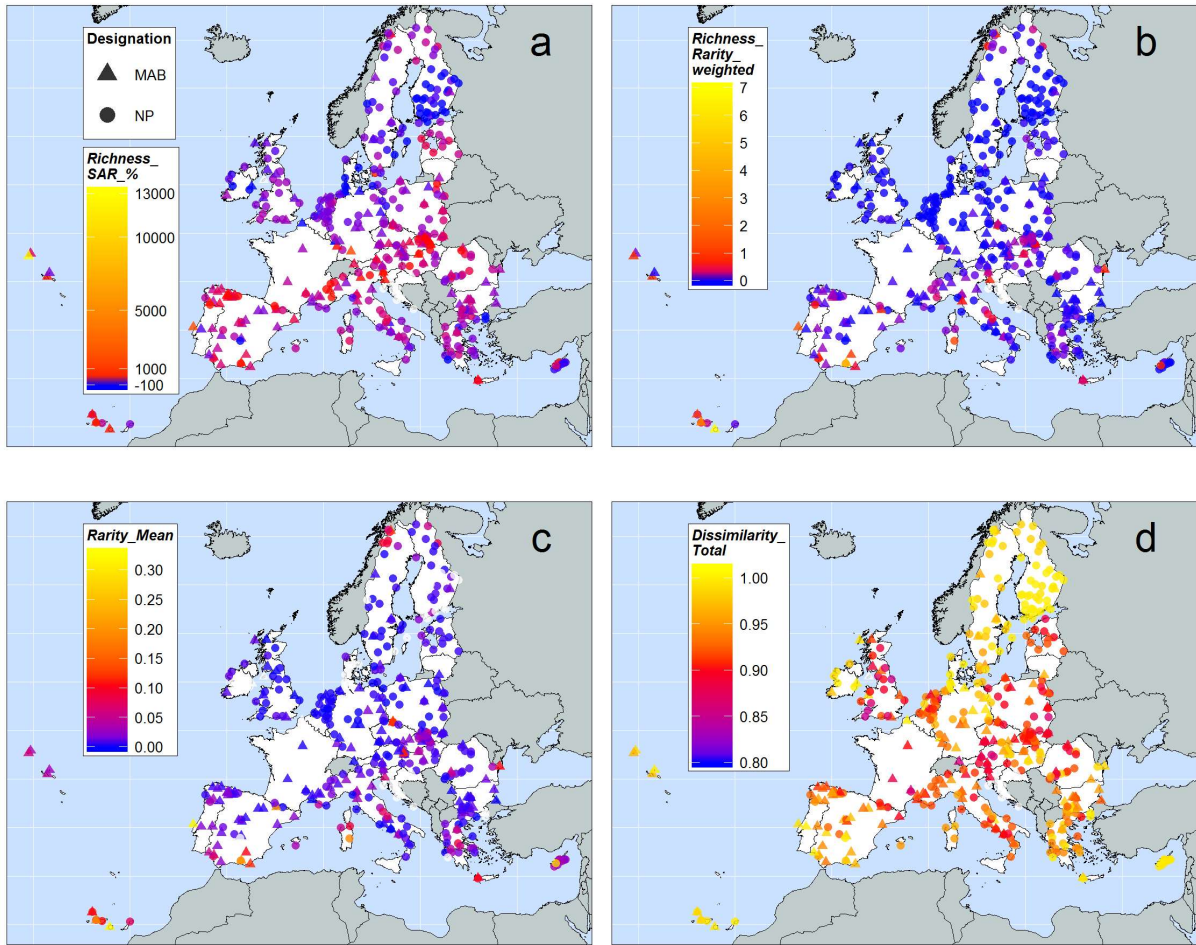 a
Designation
MAB
NP
Richness_
SAR_%
13000
10000
5000
1000
-100
b
Richness_
Rarity_
weighted
7
6
5
4
3
2
1
0
c
Rarity_Mean
0.30
0.25
0.20
0.15
0.10
0.05
0.00
d
Dissimilarity_
Total
1.00
0.95
0.90
0.85
0.80